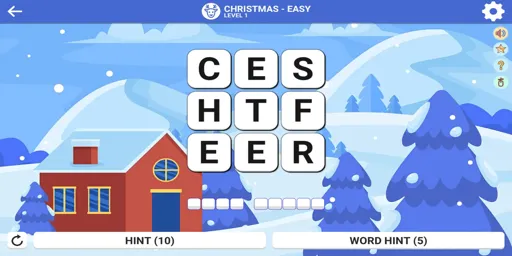 CHRISTMAS - EASY
LEVEL 1
C E S
H T F
E E R
HINT (10)
WORD HINT (5)